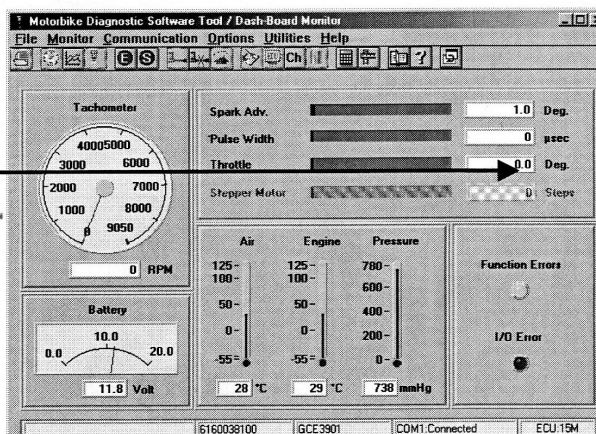 Motorbike Diagnostic Software Tool / Dash-Board Monitor
File Monitor Communication Options Utilities Help
E S Ch ?
Tachometer
4000 5000
3000 6000
2000 7000
1000 8000
0 9050
0 RPM
Spark Adv. 1.0 Deg.
Pulse Width 0 µsec
Throttle 0.0 Deg.
Stepper Motor 0 Steps
Battery
10.0
0.0 20.0
11.8 Volt
Air Engine Pressure
125 125 780
100 100 600
50 50 400
0 0 200
-55 -55 0
28 °C 29 °C 738 mmHg
Function Errors
I/O Error
6160038100 GCE3901 COM1:Connected ECU:15M